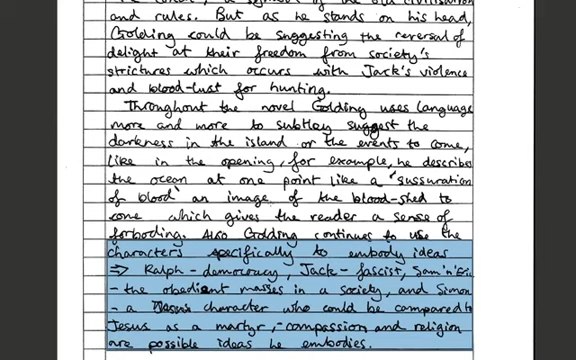 a symbol of the old civilisation
and rules. But as he stands on his head,
Golding could be suggesting the reversal of
delight at their freedom from society's
strictures which occurs with Jack's violence
and blood-lust for hunting.
Throughout the novel Golding uses language
more and more to subtley suggest the
darkness in the island or the events to come,
like in the opening, for example, he describes
the ocean at one point like a "sussuration
of blood" an image of the blood-shed to
come which gives the reader a sense of
forboding. Also Golding continues to use the
characters specifically to embody ideas
⇒ Ralph - democracy, Jack - fascist, Sam'n'Eric
- the obedient masses in a society, and Simon
- a Jesus character who could be compared to
Jesus as a martyr, - compassion and religion
are possible ideas he embodies.